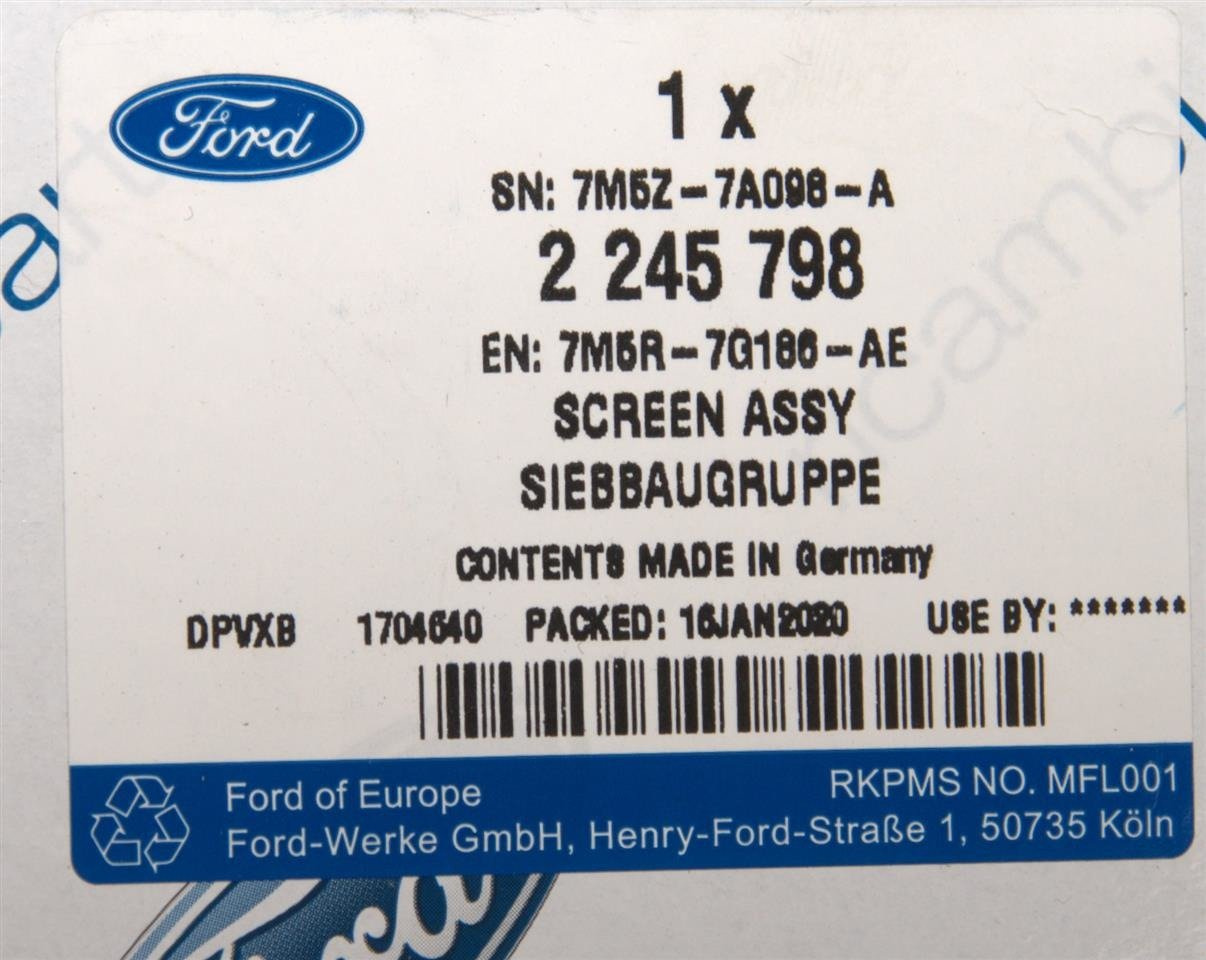 Ford
1 x
SN: 7M5Z-7A098-A
2 245 798
EN: 7M5R-7G186-AE
SCREEN ASSY
SIEBBAUGRUPPE
CONTENTS MADE IN Germany
DPVXB 1704640 PACKED: 16JAN2020 USE BY: *******
Ford of Europe
RKPMS NO. MFL001
Ford-Werke GmbH, Henry-Ford-Straße 1, 50735 Köln